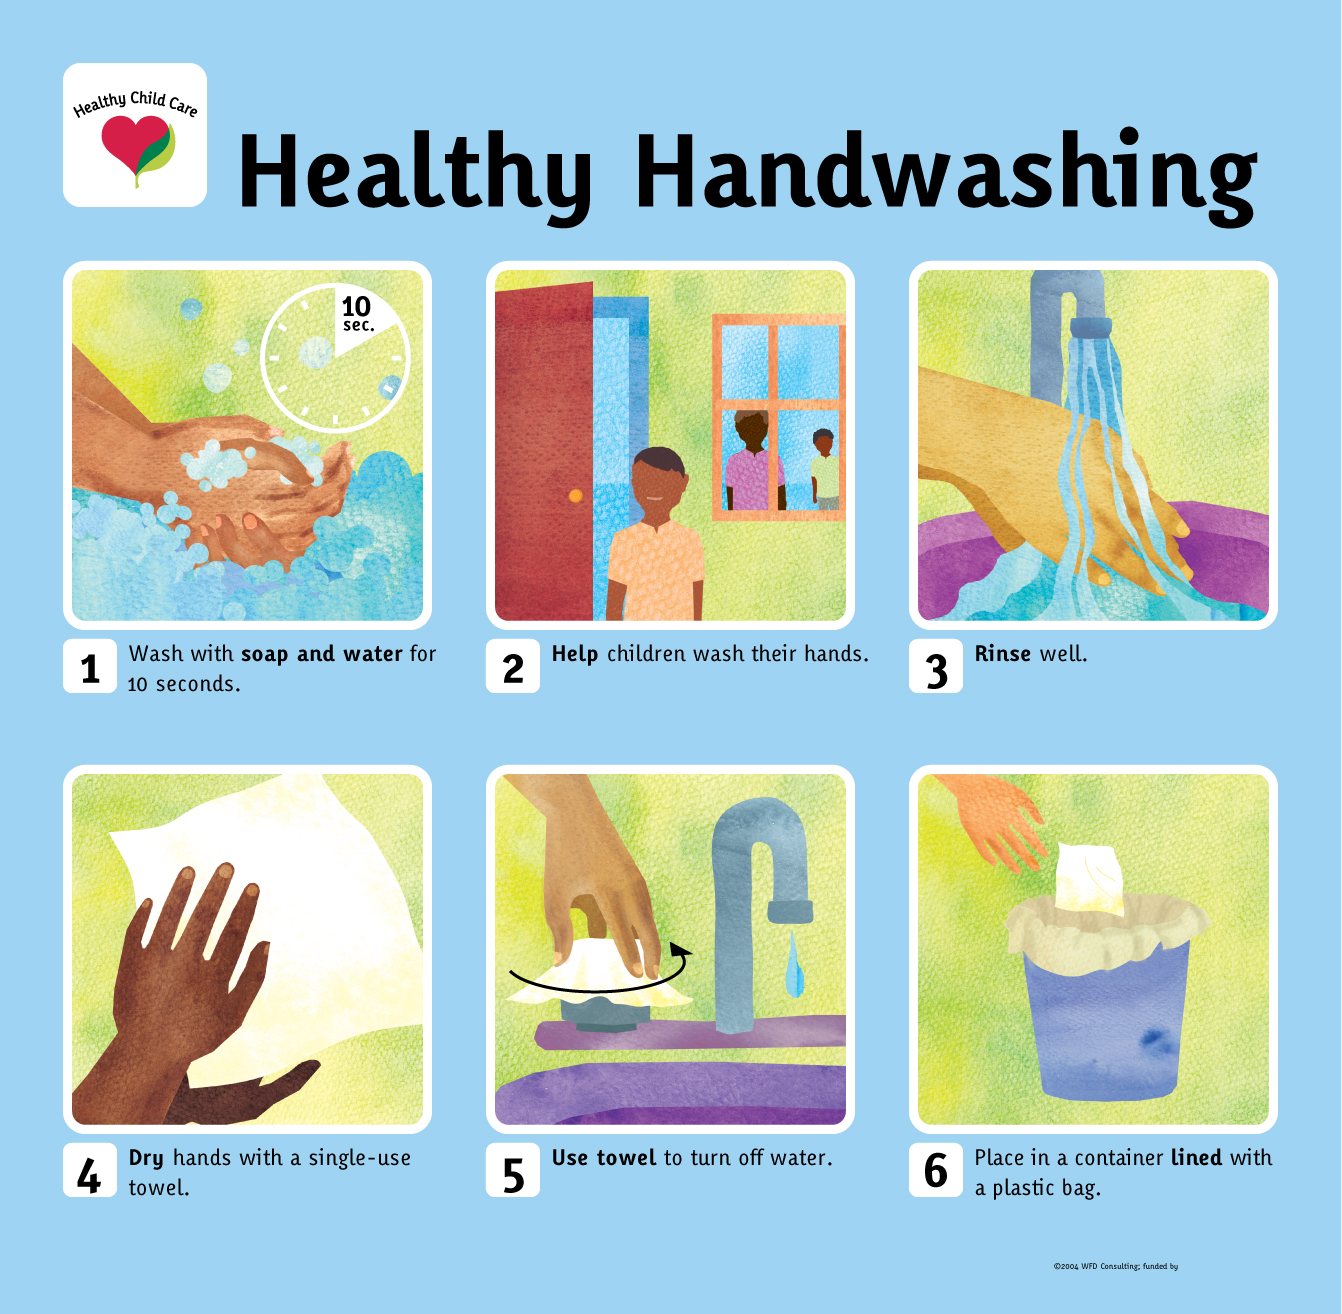 Healthy Child Care
Healthy Handwashing
10
sec.
1
Wash with soap and water for
10 seconds.
2
Help children wash their hands.
3
Rinse well.
4
Dry hands with a single-use
towel.
5
Use towel to turn off water.
6
Place in a container lined with
a plastic bag.
©2004 WFD Consulting; funded by